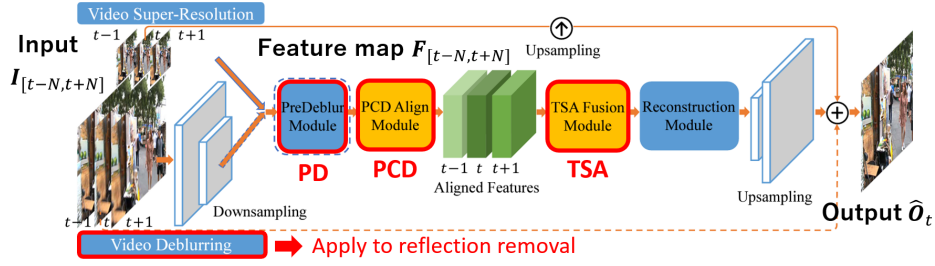 Video Super-Resolution
t−1 t t+1
Input
I[t−N,t+N]
Feature map F[t−N,t+N]
Upsampling
PreDeblur
Module
PCD Align
Module
TSA Fusion
Module
Reconstruction
Module
PD
PCD
t−1 t t+1
Aligned Features
TSA
Downsampling
Upsampling
t−1 t t+1
Output Ôt
Video Deblurring
Apply to reflection removal